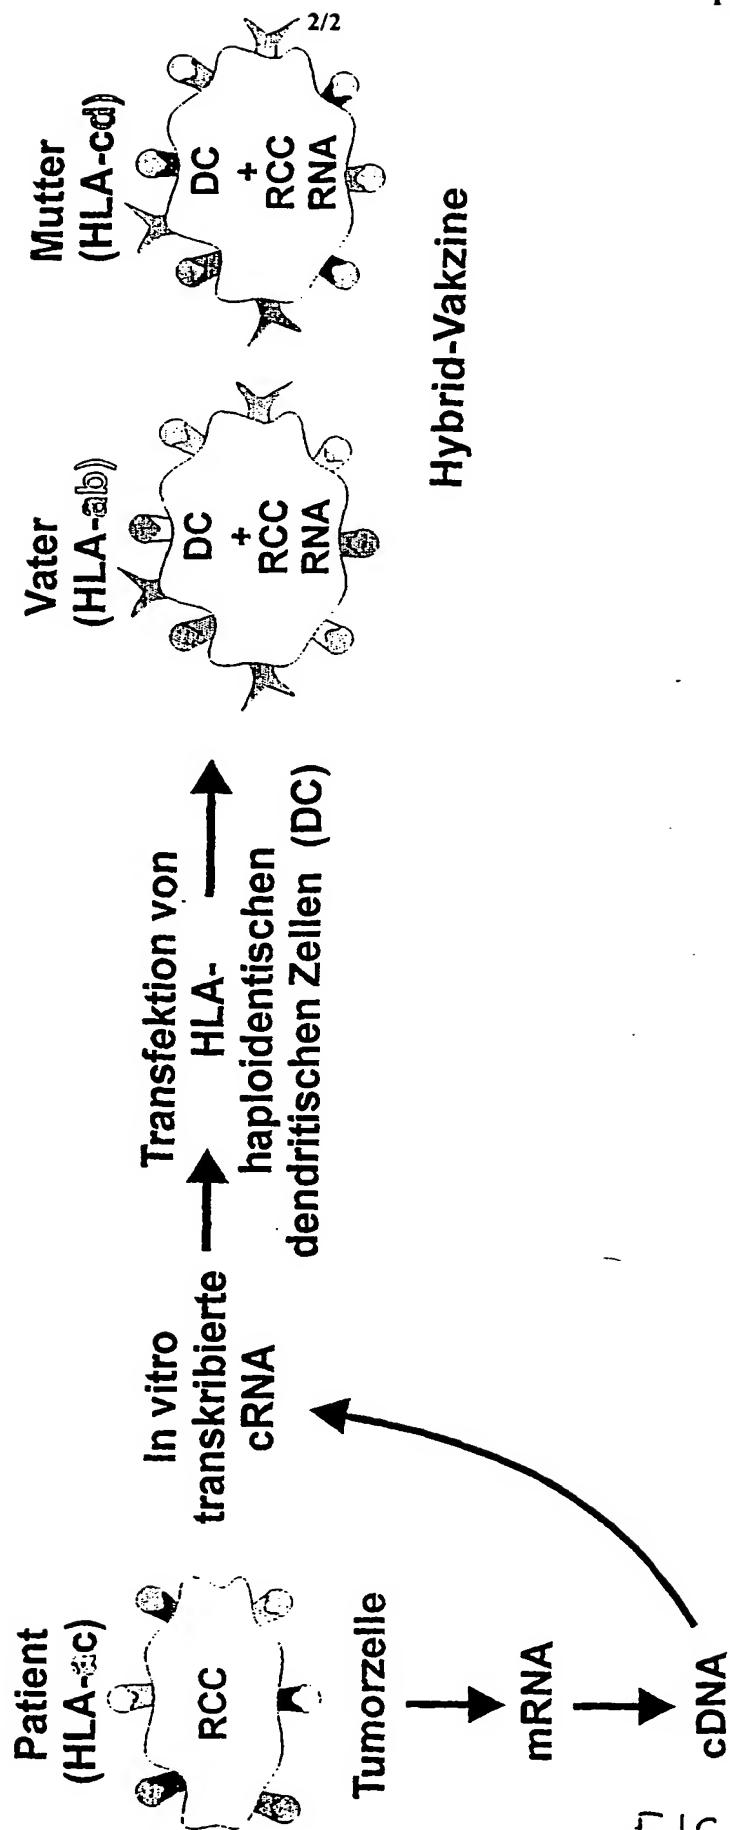 2/2
Patient
(HLA-ac)
RCC
Tumorzelle
mRNA
cDNA
In vitro
transkribierte
cRNA
Transfektion von
HLA-
haploidentischen
dendritischen Zellen (DC)
Vater
(HLA-ab)
DC
+
RCC
RNA
Mutter
(HLA-cd)
DC
+
RCC
RNA
Hybrid-Vakzine